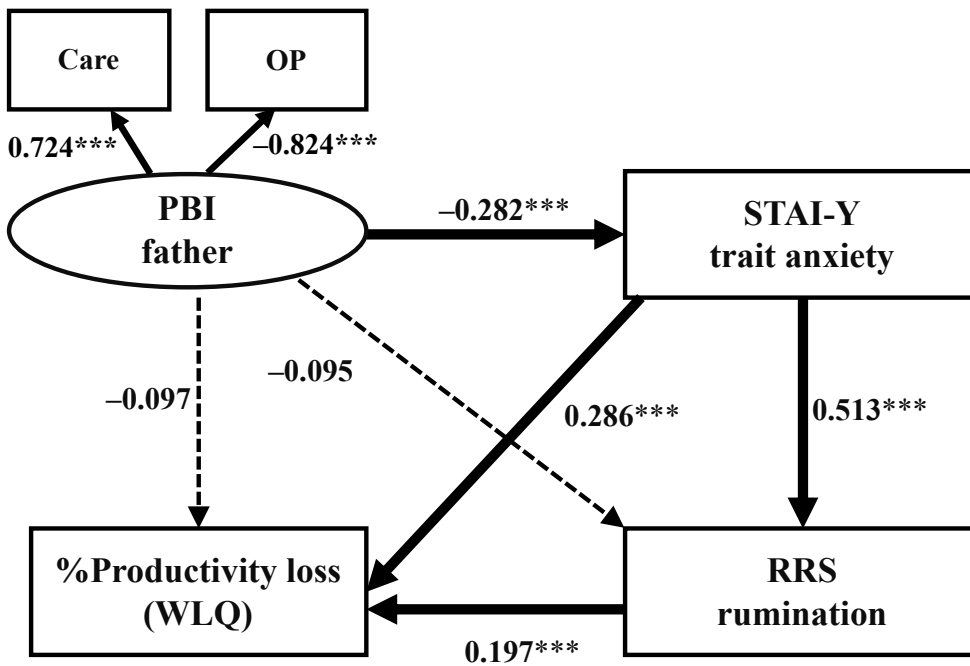 Care
OP
0.724***
–0.824***
PBI
father
–0.282***
STAI-Y
trait anxiety
–0.097
–0.095
0.286***
0.513***
%Productivity loss
(WLQ)
RRS
rumination
0.197***